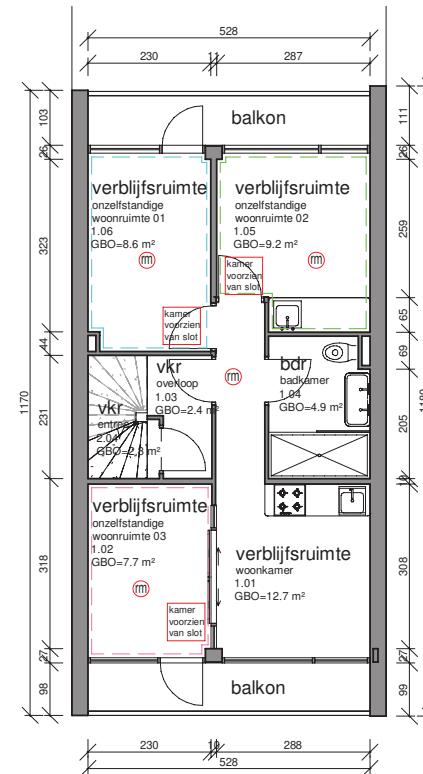 528
230
11
287
balkon
103
26
323
44
231
1170
318
27
98
111
26
259
65
69
205
308
27
99
verblijfsruimte
onzelfstandige
woonruimte 01
1.06
GBO=8.6 m²
rm
kamer
voorzien
van slot
verblijfsruimte
onzelfstandige
woonruimte 02
1.05
GBO=9.2 m²
rm
kamer
voorzien
van slot
vkr
overloop
1.03
GBO=2.4 m²
rm
bdr
badkamer
1.04
GBO=4.9 m²
vkr
entree
2.04
GBO=2.3 m²
verblijfsruimte
onzelfstandige
woonruimte 03
1.02
GBO=7.7 m²
rm
kamer
voorzien
van slot
verblijfsruimte
woonkamer
1.01
GBO=12.7 m²
balkon
230
10
288
528